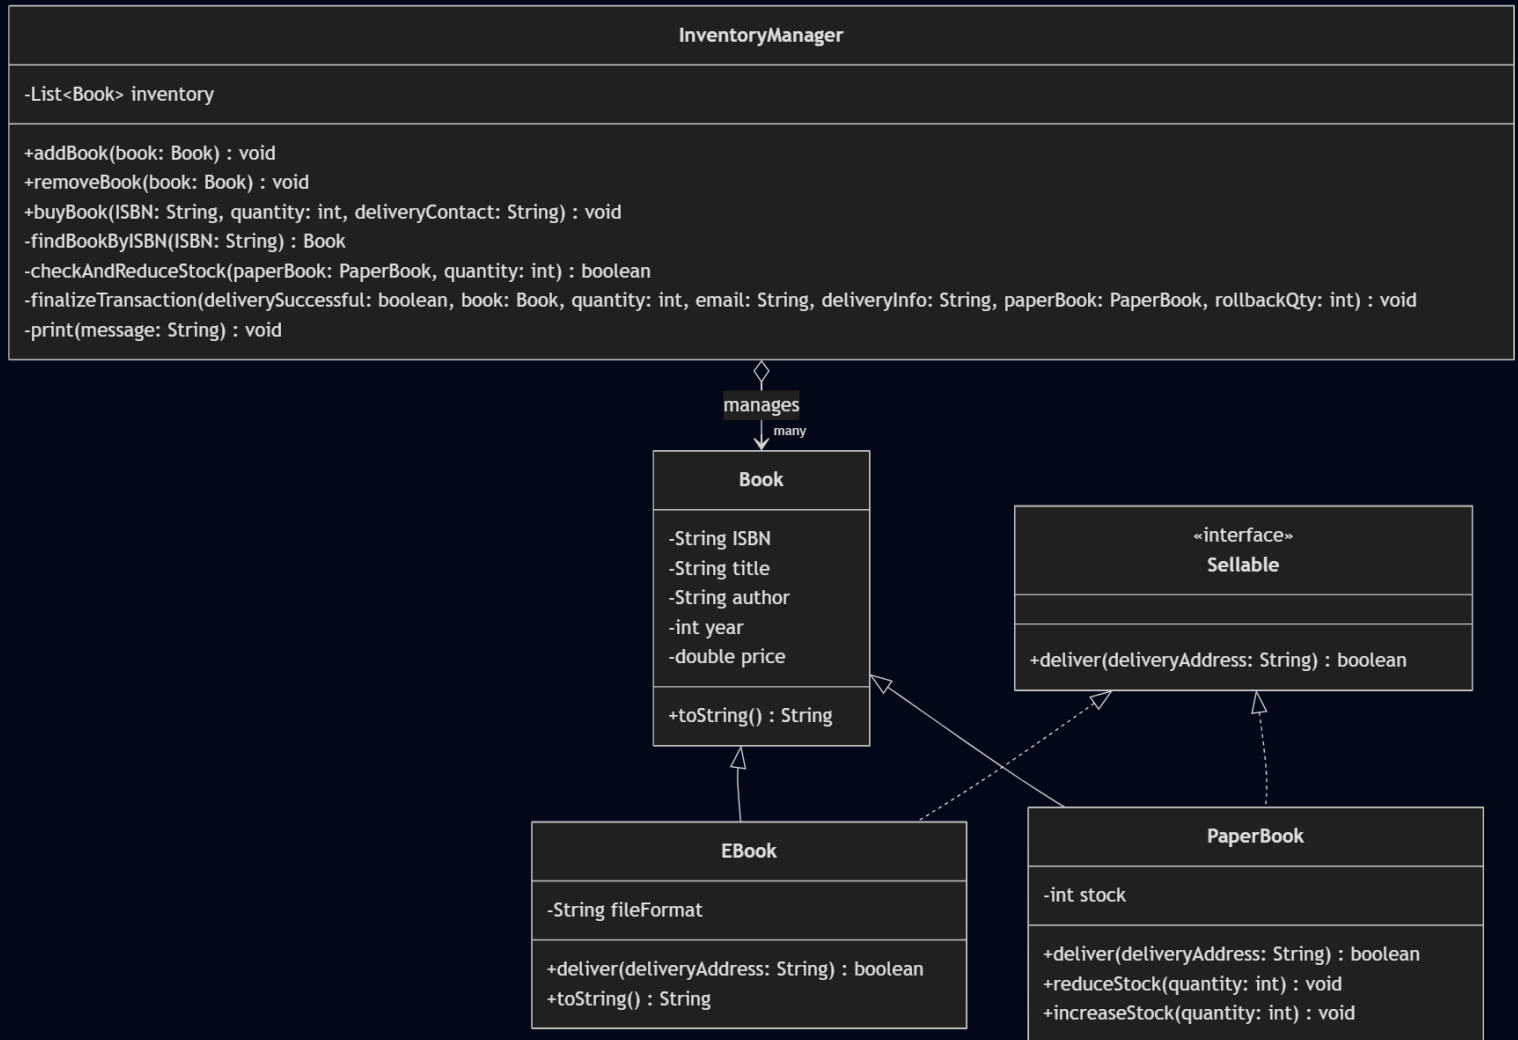 InventoryManager
-List<Book> inventory
+addBook(book: Book) : void
+removeBook(book: Book) : void
+buyBook(ISBN: String, quantity: int, deliveryContact: String) : void
-findBookByISBN(ISBN: String) : Book
-checkAndReduceStock(paperBook: PaperBook, quantity: int) : boolean
-finalizeTransaction(deliverySuccessful: boolean, book: Book, quantity: int, email: String, deliveryInfo: String, paperBook: PaperBook, rollbackQty: int) : void
-print(message: String) : void
manages
many
Book
-String ISBN
-String title
-String author
-int year
-double price
+toString() : String
«interface»
Sellable
+deliver(deliveryAddress: String) : boolean
EBook
-String fileFormat
+deliver(deliveryAddress: String) : boolean
+toString() : String
PaperBook
-int stock
+deliver(deliveryAddress: String) : boolean
+reduceStock(quantity: int) : void
+increaseStock(quantity: int) : void